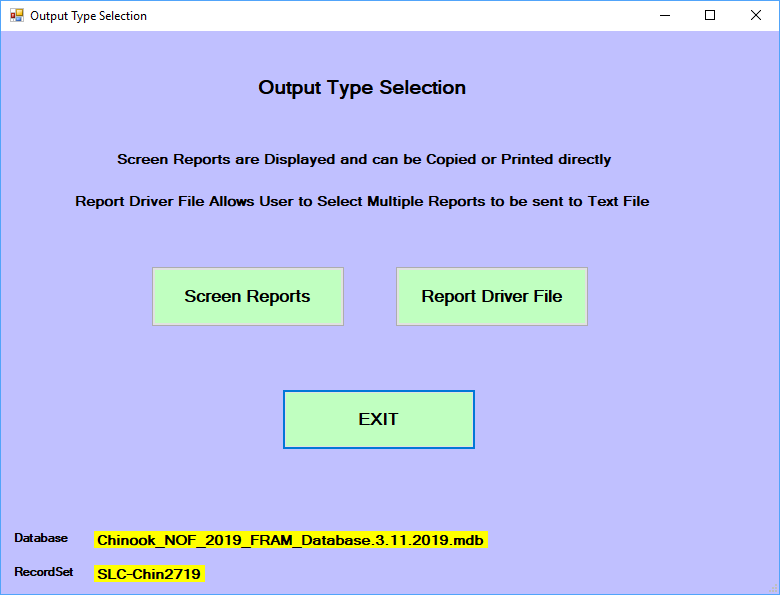 Output Type Selection
Output Type Selection
Screen Reports are Displayed and can be Copied or Printed directly
Report Driver File Allows User to Select Multiple Reports to be sent to Text File
Screen Reports Report Driver File
EXIT
Database Chinook_NOF_2019_FRAM_Database.3.11.2019.mdb
RecordSet SLC-Chin2719